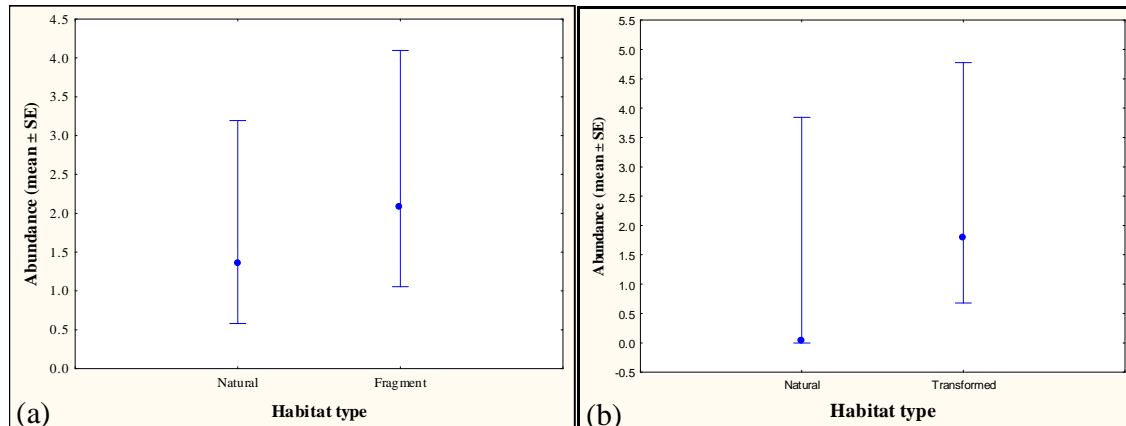 Abundance (mean ± SE)
4.5
4.0
3.5
3.0
2.5
2.0
1.5
1.0
0.5
0.0
Natural Fragment
Habitat type
(a)
Abundance (mean ± SE)
5.5
5.0
4.5
4.0
3.5
3.0
2.5
2.0
1.5
1.0
0.5
0.0
-0.5
Natural Transformed
Habitat type
(b)